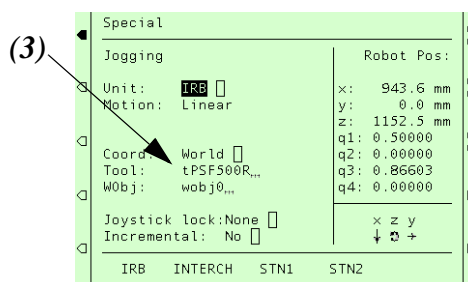 Special
(3)
Jogging Robot Pos:
Unit: IRB x: 943.6 mm
Motion: Linear y: 0.0 mm
z: 1152.5 mm
q1: 0.50000
Coord: World q2: 0.00000
Tool: tPSF500R... q3: 0.86603
WObj: wobj0... q4: 0.00000
Joystick lock:None x z y
Incremental: No
IRB INTERCH STN1 STN2